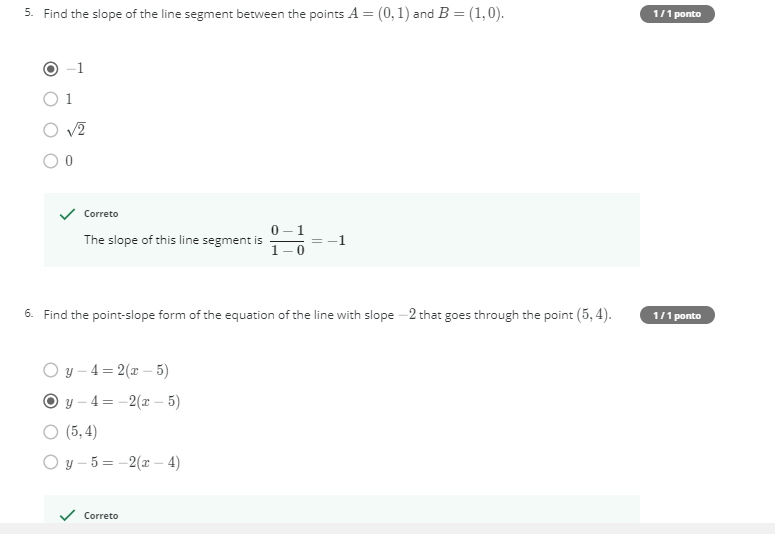 5. Find the slope of the line segment between the points A = (0, 1) and B = (1, 0).
1 / 1 ponto
−1
1
√2
0
Correto
The slope of this line segment is (0 − 1)/(1 − 0) = −1
6. Find the point-slope form of the equation of the line with slope −2 that goes through the point (5, 4).
1 / 1 ponto
y − 4 = 2(x − 5)
y − 4 = −2(x − 5)
(5, 4)
y − 5 = −2(x − 4)
Correto